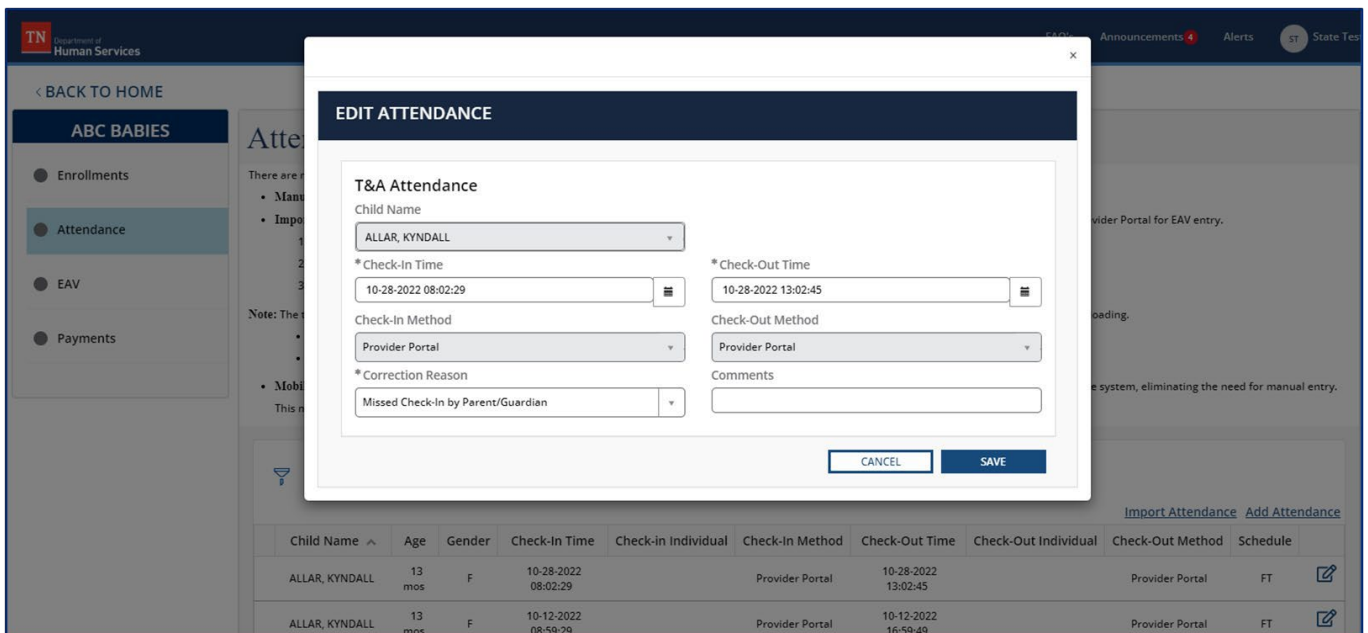 TN Department of
Human Services
FAQ's Announcements 4 Alerts ST State Tes
×
< BACK TO HOME
ABC BABIES
Enrollments
Attendance
EAV
Payments
Atte
There are
• Manu
• Impo
vider Portal for EAV entry.
1
2
3
Note: The
oading.
• Mobi
e system, eliminating the need for manual entry.
This
EDIT ATTENDANCE
T&A Attendance
Child Name
ALLAR, KYNDALL
*Check-In Time *Check-Out Time
10-28-2022 08:02:29 10-28-2022 13:02:45
Check-In Method Check-Out Method
Provider Portal Provider Portal
*Correction Reason Comments
Missed Check-In by Parent/Guardian
CANCEL SAVE
Import Attendance Add Attendance
Child Name Age Gender Check-In Time Check-in Individual Check-In Method Check-Out Time Check-Out Individual Check-Out Method Schedule
ALLAR, KYNDALL 13 mos F 10-28-2022 08:02:29 Provider Portal 10-28-2022 13:02:45 Provider Portal FT
ALLAR, KYNDALL 13 mos F 10-12-2022 08:59:29 Provider Portal 10-12-2022 16:59:49 Provider Portal FT